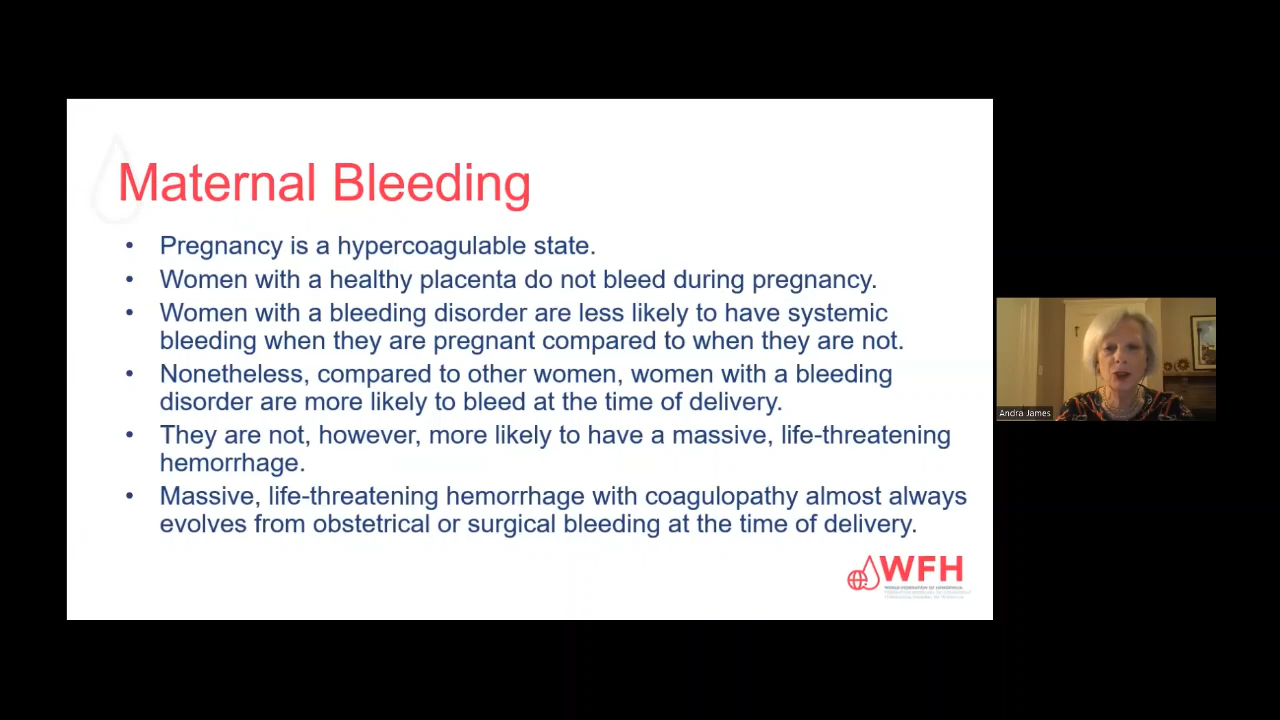 Maternal Bleeding
• Pregnancy is a hypercoagulable state.
• Women with a healthy placenta do not bleed during pregnancy.
• Women with a bleeding disorder are less likely to have systemic
bleeding when they are pregnant compared to when they are not.
• Nonetheless, compared to other women, women with a bleeding
disorder are more likely to bleed at the time of delivery.
• They are not, however, more likely to have a massive, life-threatening
hemorrhage.
• Massive, life-threatening hemorrhage with coagulopathy almost always
evolves from obstetrical or surgical bleeding at the time of delivery.
WFH
WORLD FEDERATION OF HEMOPHILIA
Andra James